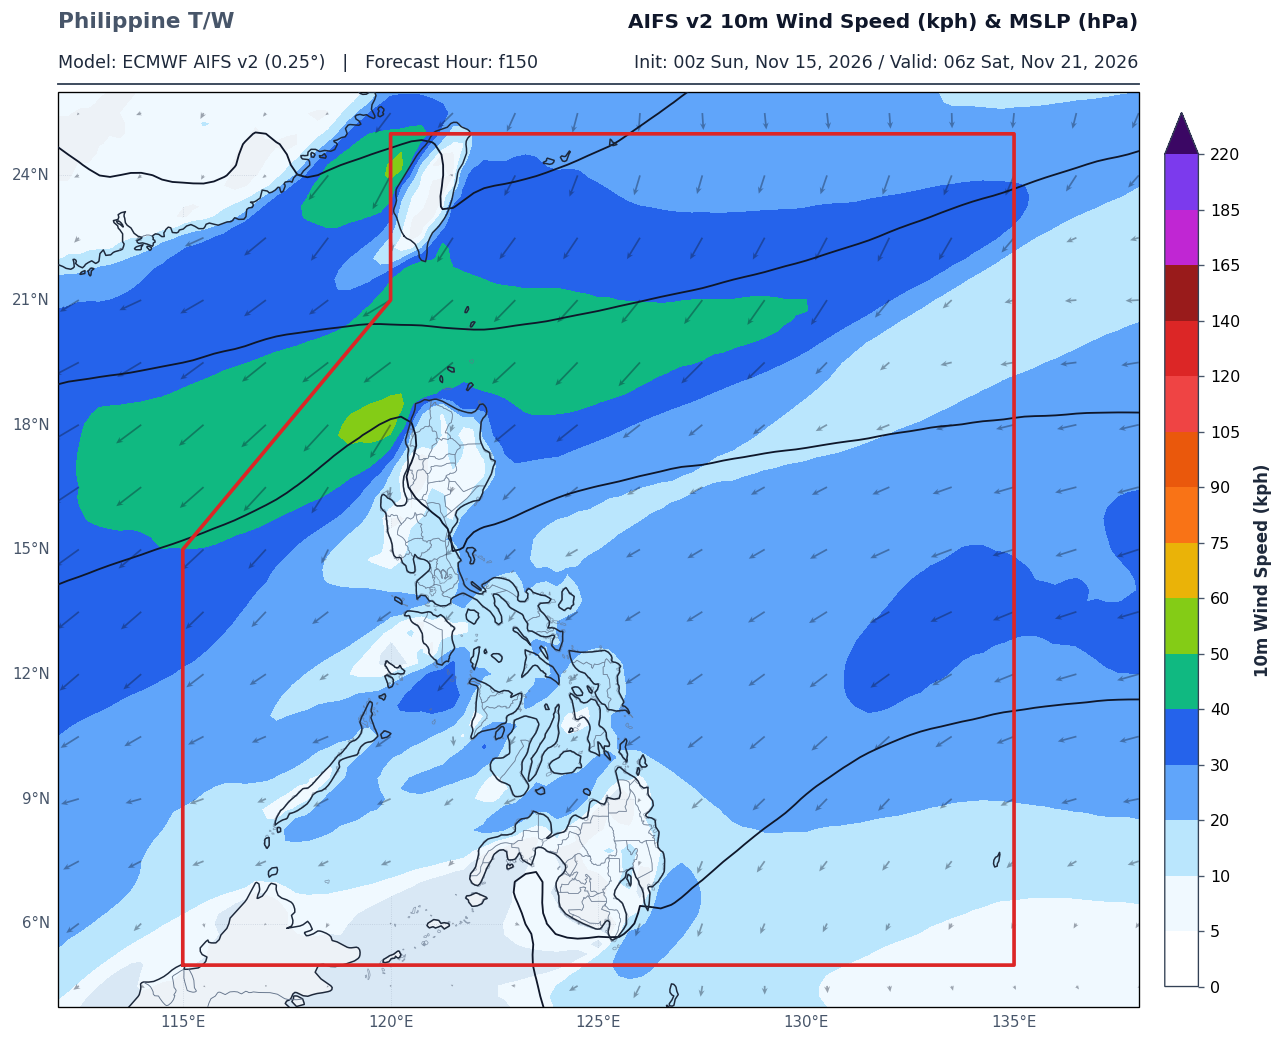 Philippine T/W
AIFS v2 10m Wind Speed (kph) & MSLP (hPa)
Model: ECMWF AIFS v2 (0.25°) | Forecast Hour: f150
Init: 00z Sun, Nov 15, 2026 / Valid: 06z Sat, Nov 21, 2026
24°N
21°N
18°N
15°N
12°N
9°N
6°N
115°E
120°E
125°E
130°E
135°E
220
185
165
140
120
105
90
75
60
50
40
30
20
10
5
0
10m Wind Speed (kph)